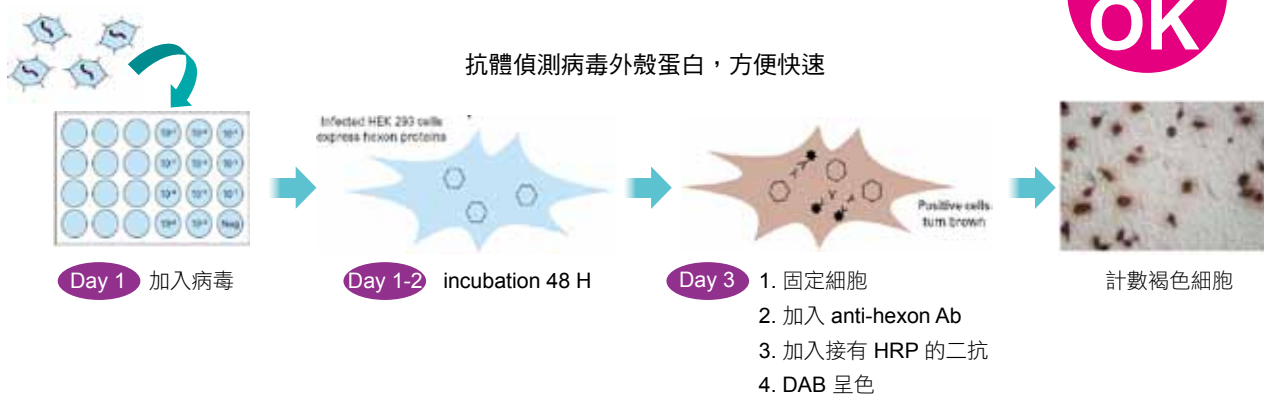 OK
抗體偵測病毒外殼蛋白，方便快速
Infected HEK 293 cells
express hexon proteins
Positive cells
turn brown
Neg
Day 1 加入病毒
Day 1-2 incubation 48 H
Day 3 1. 固定細胞
2. 加入 anti-hexon Ab
3. 加入接有 HRP 的二抗
4. DAB 呈色
計數褐色細胞